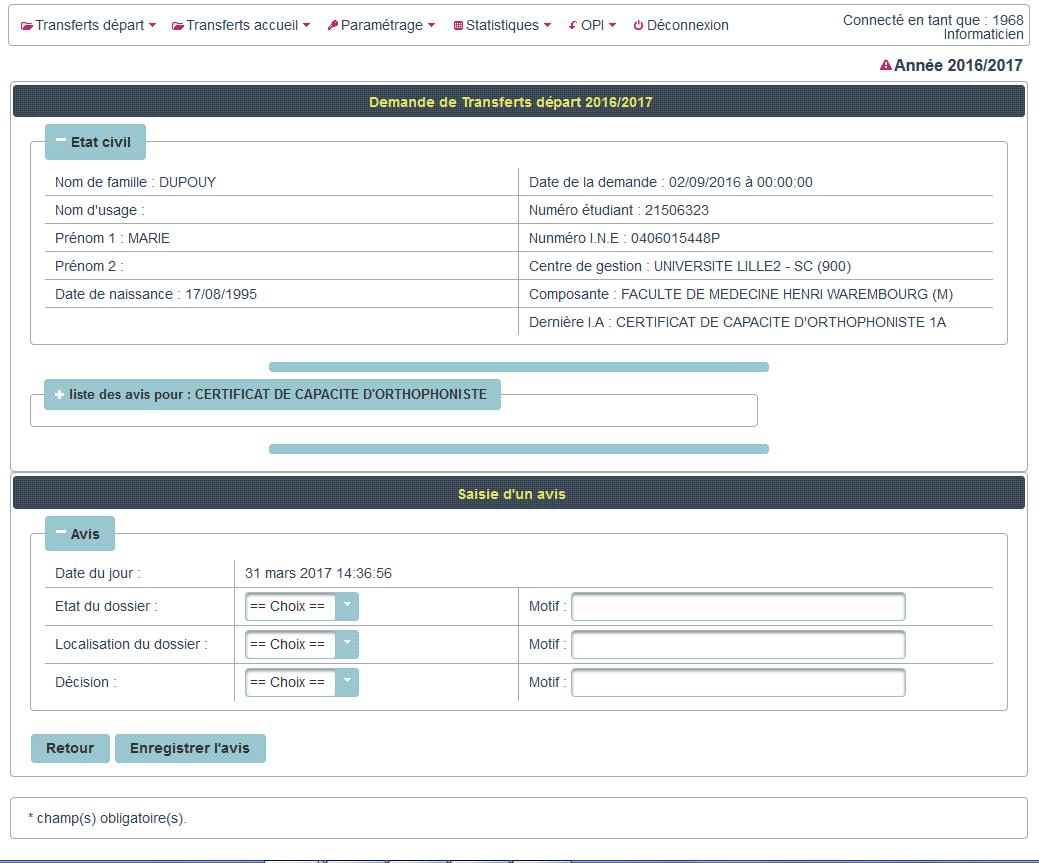 Transferts départ Transferts accueil Paramétrage Statistiques OPI Déconnexion
Connecté en tant que : 1968
Informaticien
Année 2016/2017
Demande de Transferts départ 2016/2017
Etat civil
Nom de famille : DUPOUY
Date de la demande : 02/09/2016 à 00:00:00
Nom d'usage :
Numéro étudiant : 21506323
Prénom 1 : MARIE
Nunméro I.N.E : 0406015448P
Prénom 2 :
Centre de gestion : UNIVERSITE LILLE2 - SC (900)
Date de naissance : 17/08/1995
Composante : FACULTE DE MEDECINE HENRI WAREMBOURG (M)
Dernière I.A : CERTIFICAT DE CAPACITE D'ORTHOPHONISTE 1A
liste des avis pour : CERTIFICAT DE CAPACITE D'ORTHOPHONISTE
Saisie d'un avis
Avis
Date du jour : 31 mars 2017 14:36:56
Etat du dossier : == Choix == Motif :
Localisation du dossier : == Choix == Motif :
Décision : == Choix == Motif :
Retour Enregistrer l'avis
* champ(s) obligatoire(s).